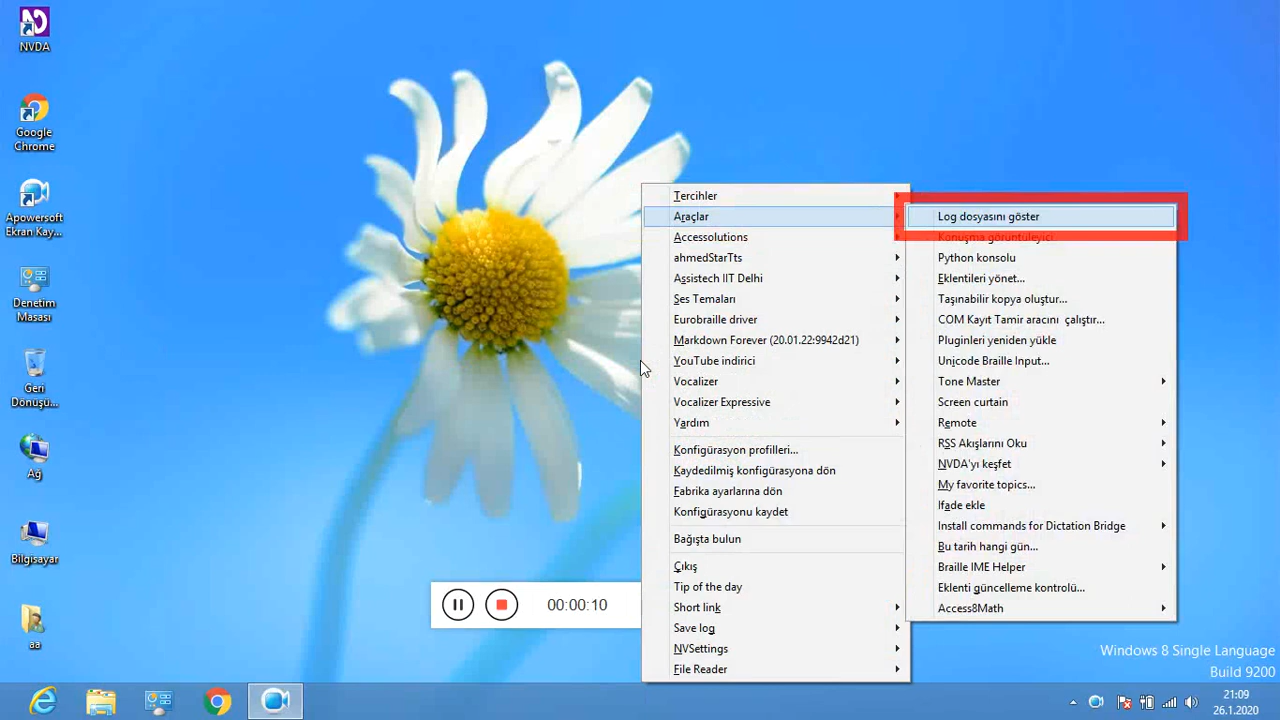 NVDA
Google
Chrome
Apowersoft
Ekran Kay...
Denetim
Masası
Geri
Dönüşü...
Ağ
Bilgisayar
aa
Tercihler
Araçlar
Accessolutions
ahmedStarTts
Assistech IIT Delhi
Ses Temaları
Eurobraille driver
Markdown Forever (20.01.22:9942d21)
YouTube indirici
Vocalizer
Vocalizer Expressive
Yardım
Konfigürasyon profilleri...
Kaydedilmiş konfigürasyona dön
Fabrika ayarlarına dön
Konfigürasyonu kaydet
Bağışta bulun
Çıkış
Tip of the day
Short link
Save log
NVSettings
File Reader
Log dosyasını göster
Konuşma görüntüleyici
Python konsolu
Eklentileri yönet...
Taşınabilir kopya oluştur...
COM Kayıt Tamir aracını  çalıştır...
Pluginleri yeniden yükle
Unicode Braille Input...
Tone Master
Screen curtain
Remote
RSS Akışlarını Oku
NVDA'yı keşfet
My favorite topics...
Ifade ekle
Install commands for Dictation Bridge
Bu tarih hangi gün...
Braille IME Helper
Eklenti güncelleme kontrolü...
Access8Math
00:00:10
Windows 8 Single Language
Build 9200
21:09
26.1.2020